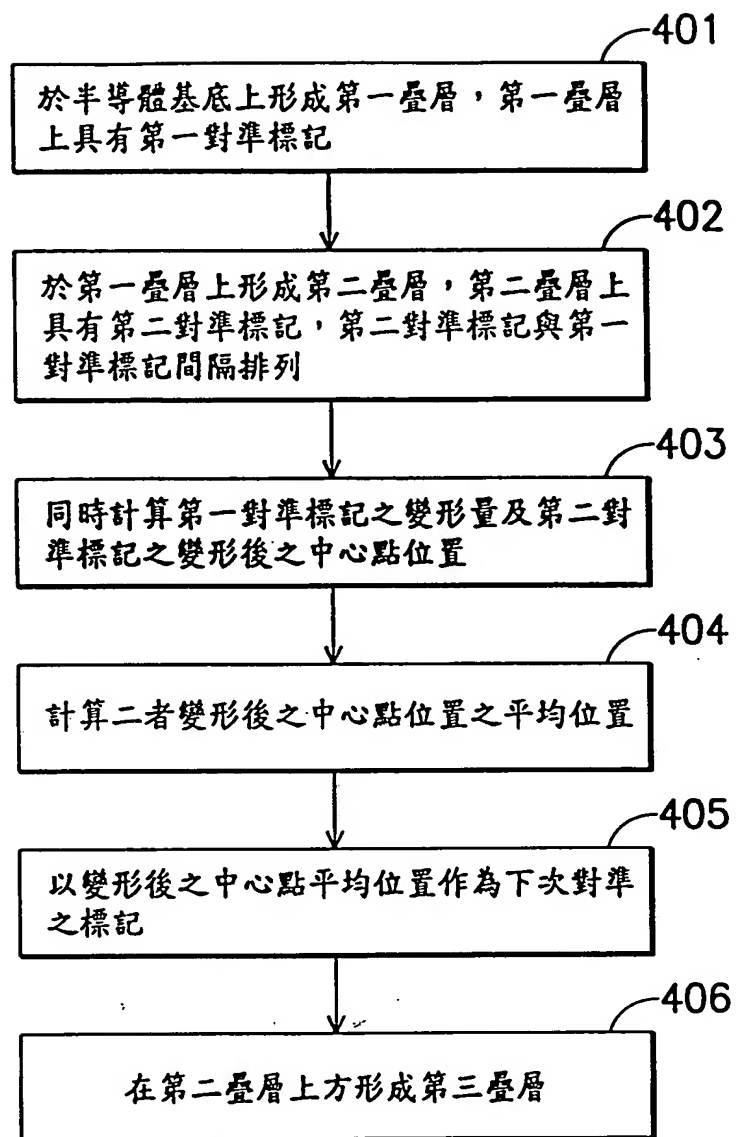 401
於半導體基底上形成第一疊層，第一疊層
上具有第一對準標記
402
於第一疊層上形成第二疊層，第二疊層上
具有第二對準標記，第二對準標記與第一
對準標記間隔排列
403
同時計算第一對準標記之變形量及第二對
準標記之變形後之中心點位置
404
計算二者變形後之中心點位置之平均位置
405
以變形後之中心點平均位置作為下次對準
之標記
406
在第二疊層上方形成第三疊層